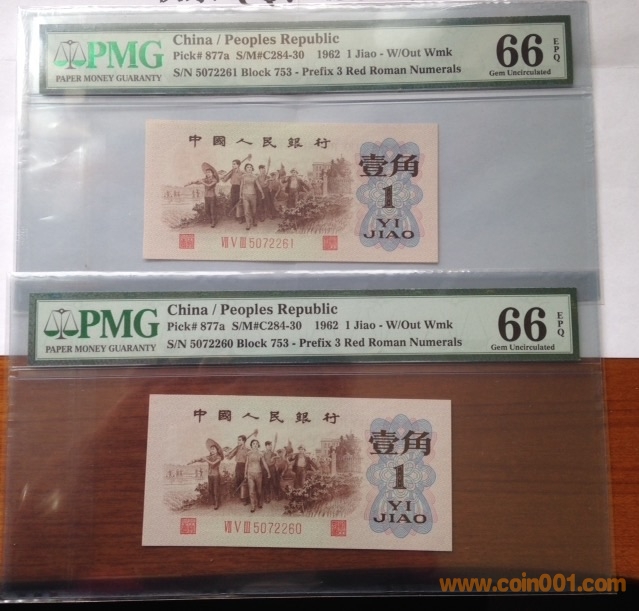 PMG
PAPER MONEY GUARANTY
China / Peoples Republic
Pick# 877a S/M#C284-30 1962 1 Jiao - W/Out Wmk
S/N 5072261 Block 753 - Prefix 3 Red Roman Numerals
66 EPQ
Gem Uncirculated
中國人民銀行
壹角
1
YI
JIAO
VII V III 5072261
PMG
PAPER MONEY GUARANTY
China / Peoples Republic
Pick# 877a S/M#C284-30 1962 1 Jiao - W/Out Wmk
S/N 5072260 Block 753 - Prefix 3 Red Roman Numerals
66 EPQ
Gem Uncirculated
中國人民銀行
壹角
1
YI
JIAO
VII V III 5072260
www.coin001.com